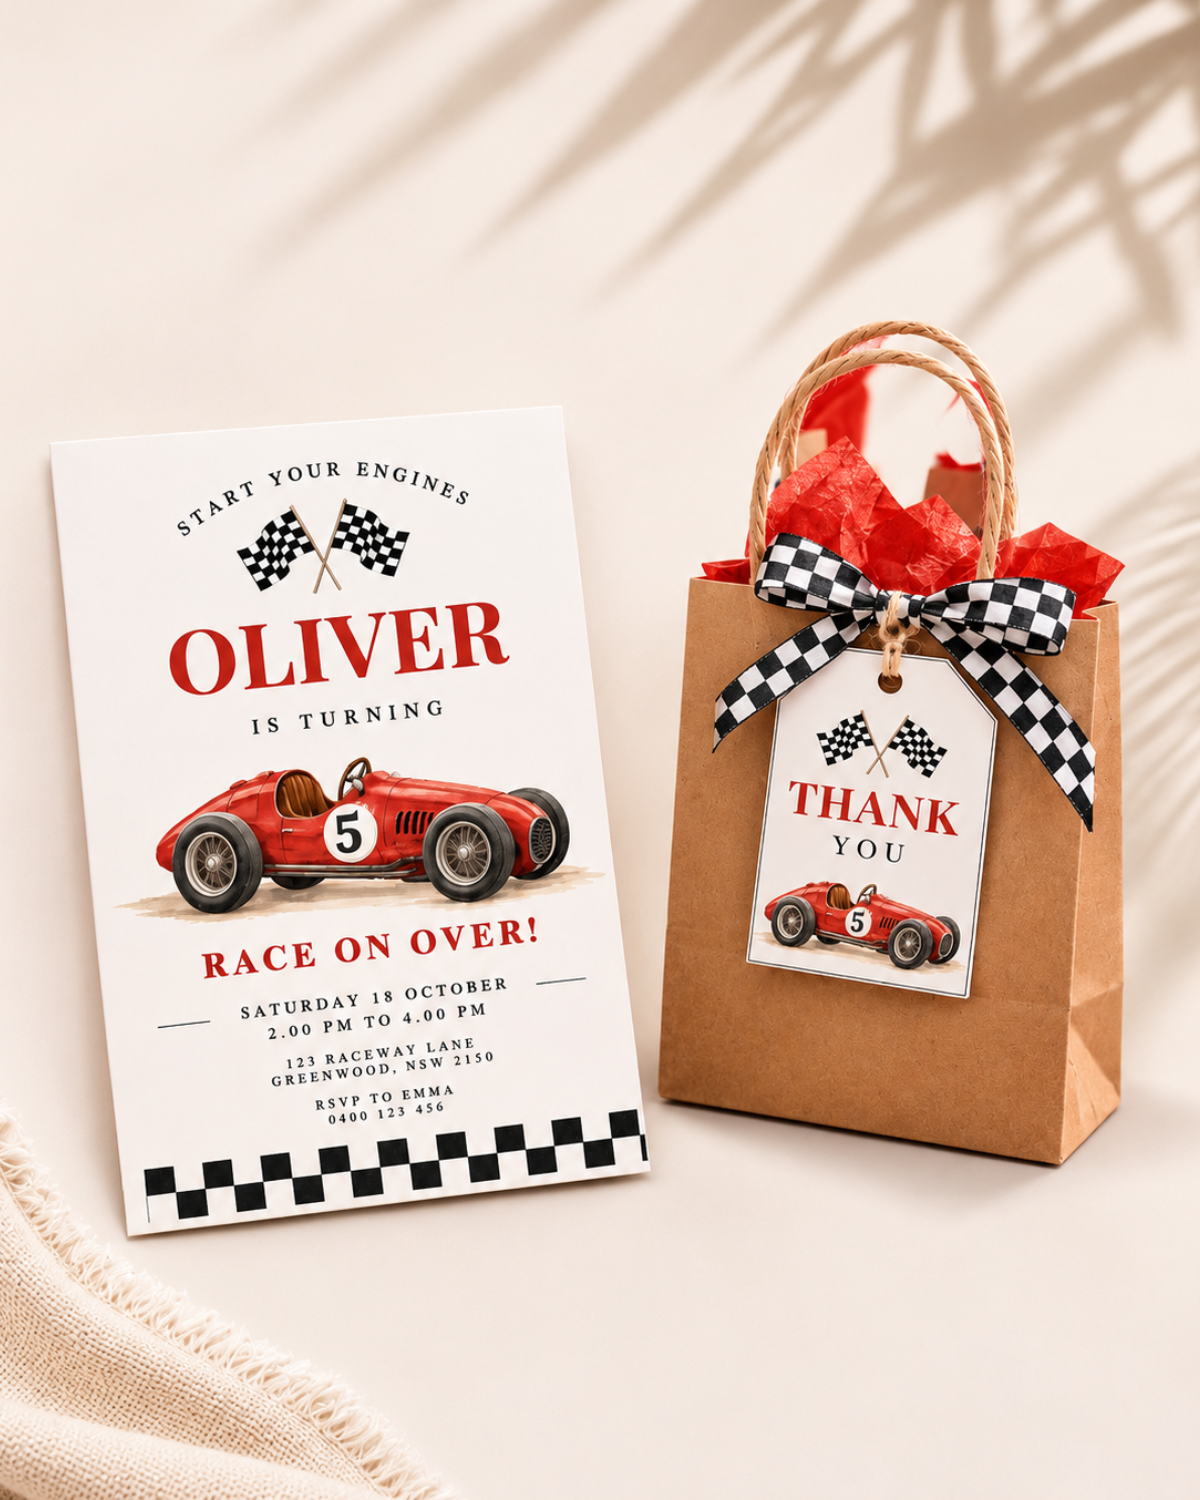 START YOUR ENGINES
OLIVER
IS TURNING
5
RACE ON OVER!
SATURDAY 18 OCTOBER
2.00 PM TO 4.00 PM
123 RACEWAY LANE
GREENWOOD, NSW 2150
RSVP TO EMMA
0400 123 456
THANK
YOU
5